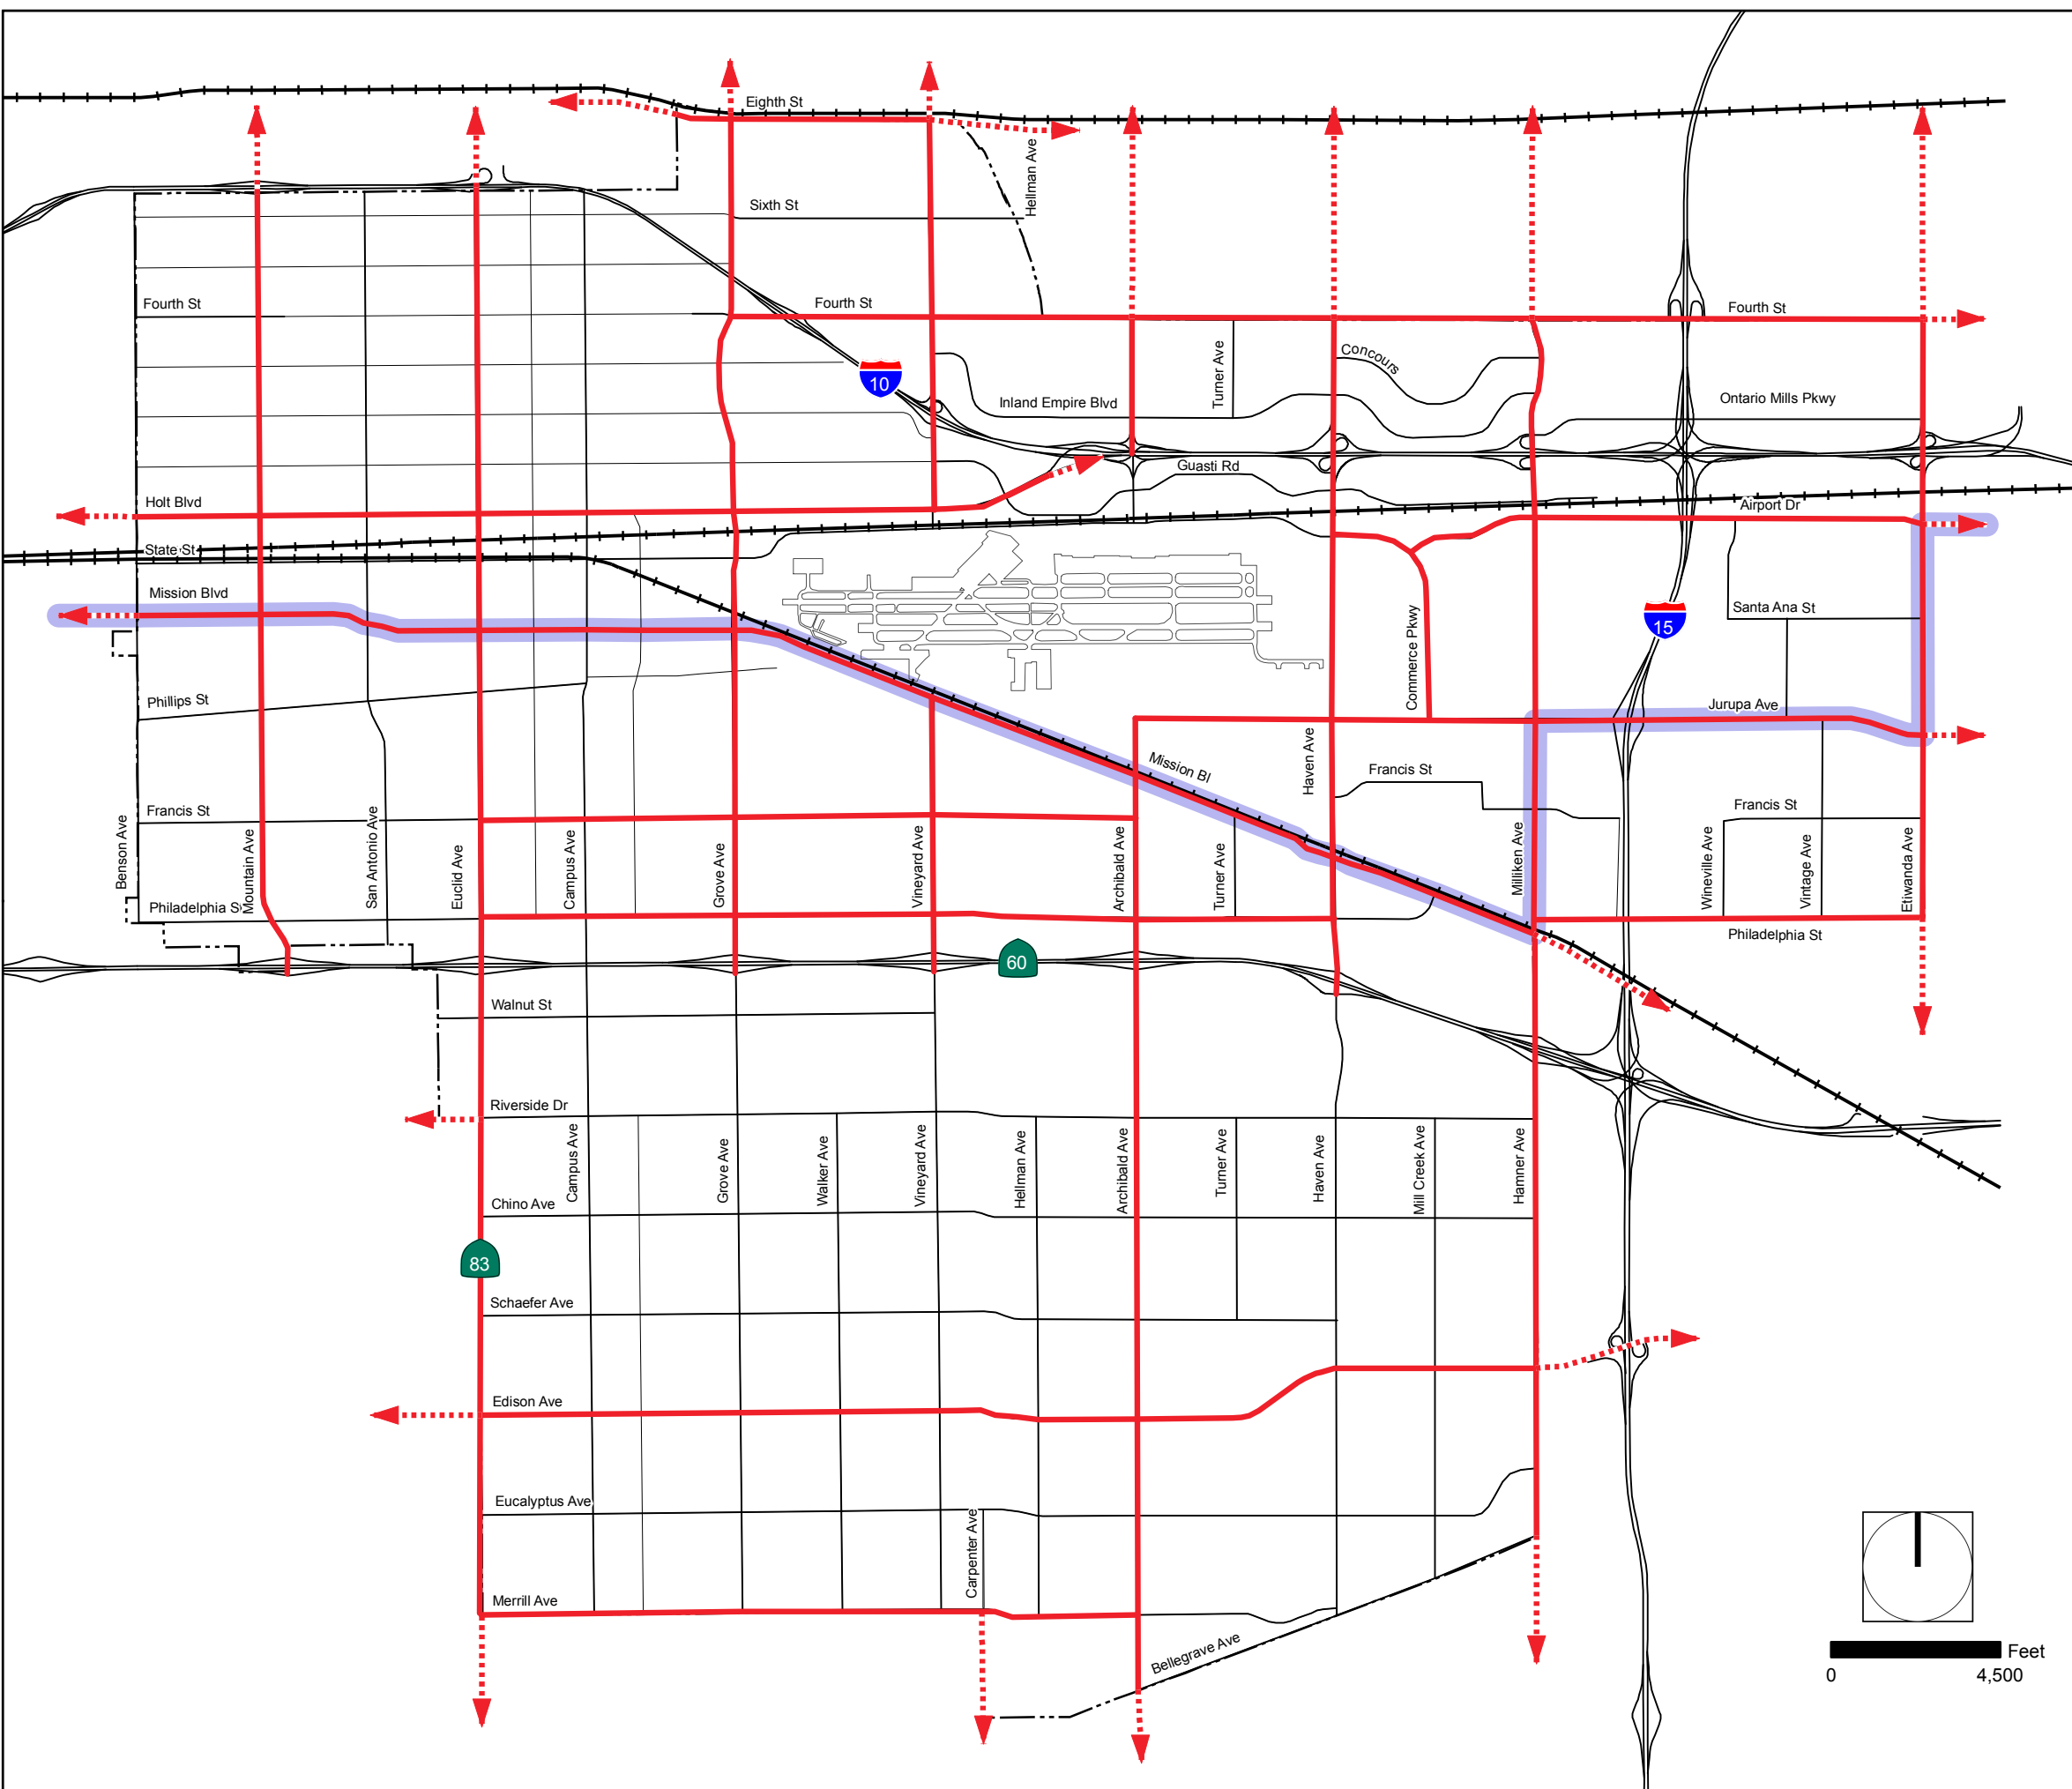 Eighth St
Hellman Ave
Sixth St
Fourth St
Fourth St
Fourth St
Concours
Turner Ave
10
Inland Empire Blvd
Ontario Mills Pkwy
Guasti Rd
Holt Blvd
Airport Dr
State St
Mission Blvd
Santa Ana St
15
Commerce Pkwy
Phillips St
Jurupa Ave
Haven Ave
Mission Bl
Francis St
Francis St
Francis St
Benson Ave
Mountain Ave
San Antonio Ave
Euclid Ave
Campus Ave
Grove Ave
Vineyard Ave
Archibald Ave
Turner Ave
Milliken Ave
Wineville Ave
Vintage Ave
Etiwanda Ave
Philadelphia S
Philadelphia St
60
Walnut St
Riverside Dr
Campus Ave
Grove Ave
Walker Ave
Vineyard Ave
Hellman Ave
Archibald Ave
Turner Ave
Haven Ave
Mill Creek Ave
Hamner Ave
Chino Ave
83
Schaefer Ave
Edison Ave
Eucalyptus Ave
Carpenter Ave
Merrill Ave
Bellegrave Ave
Feet
0 4,500